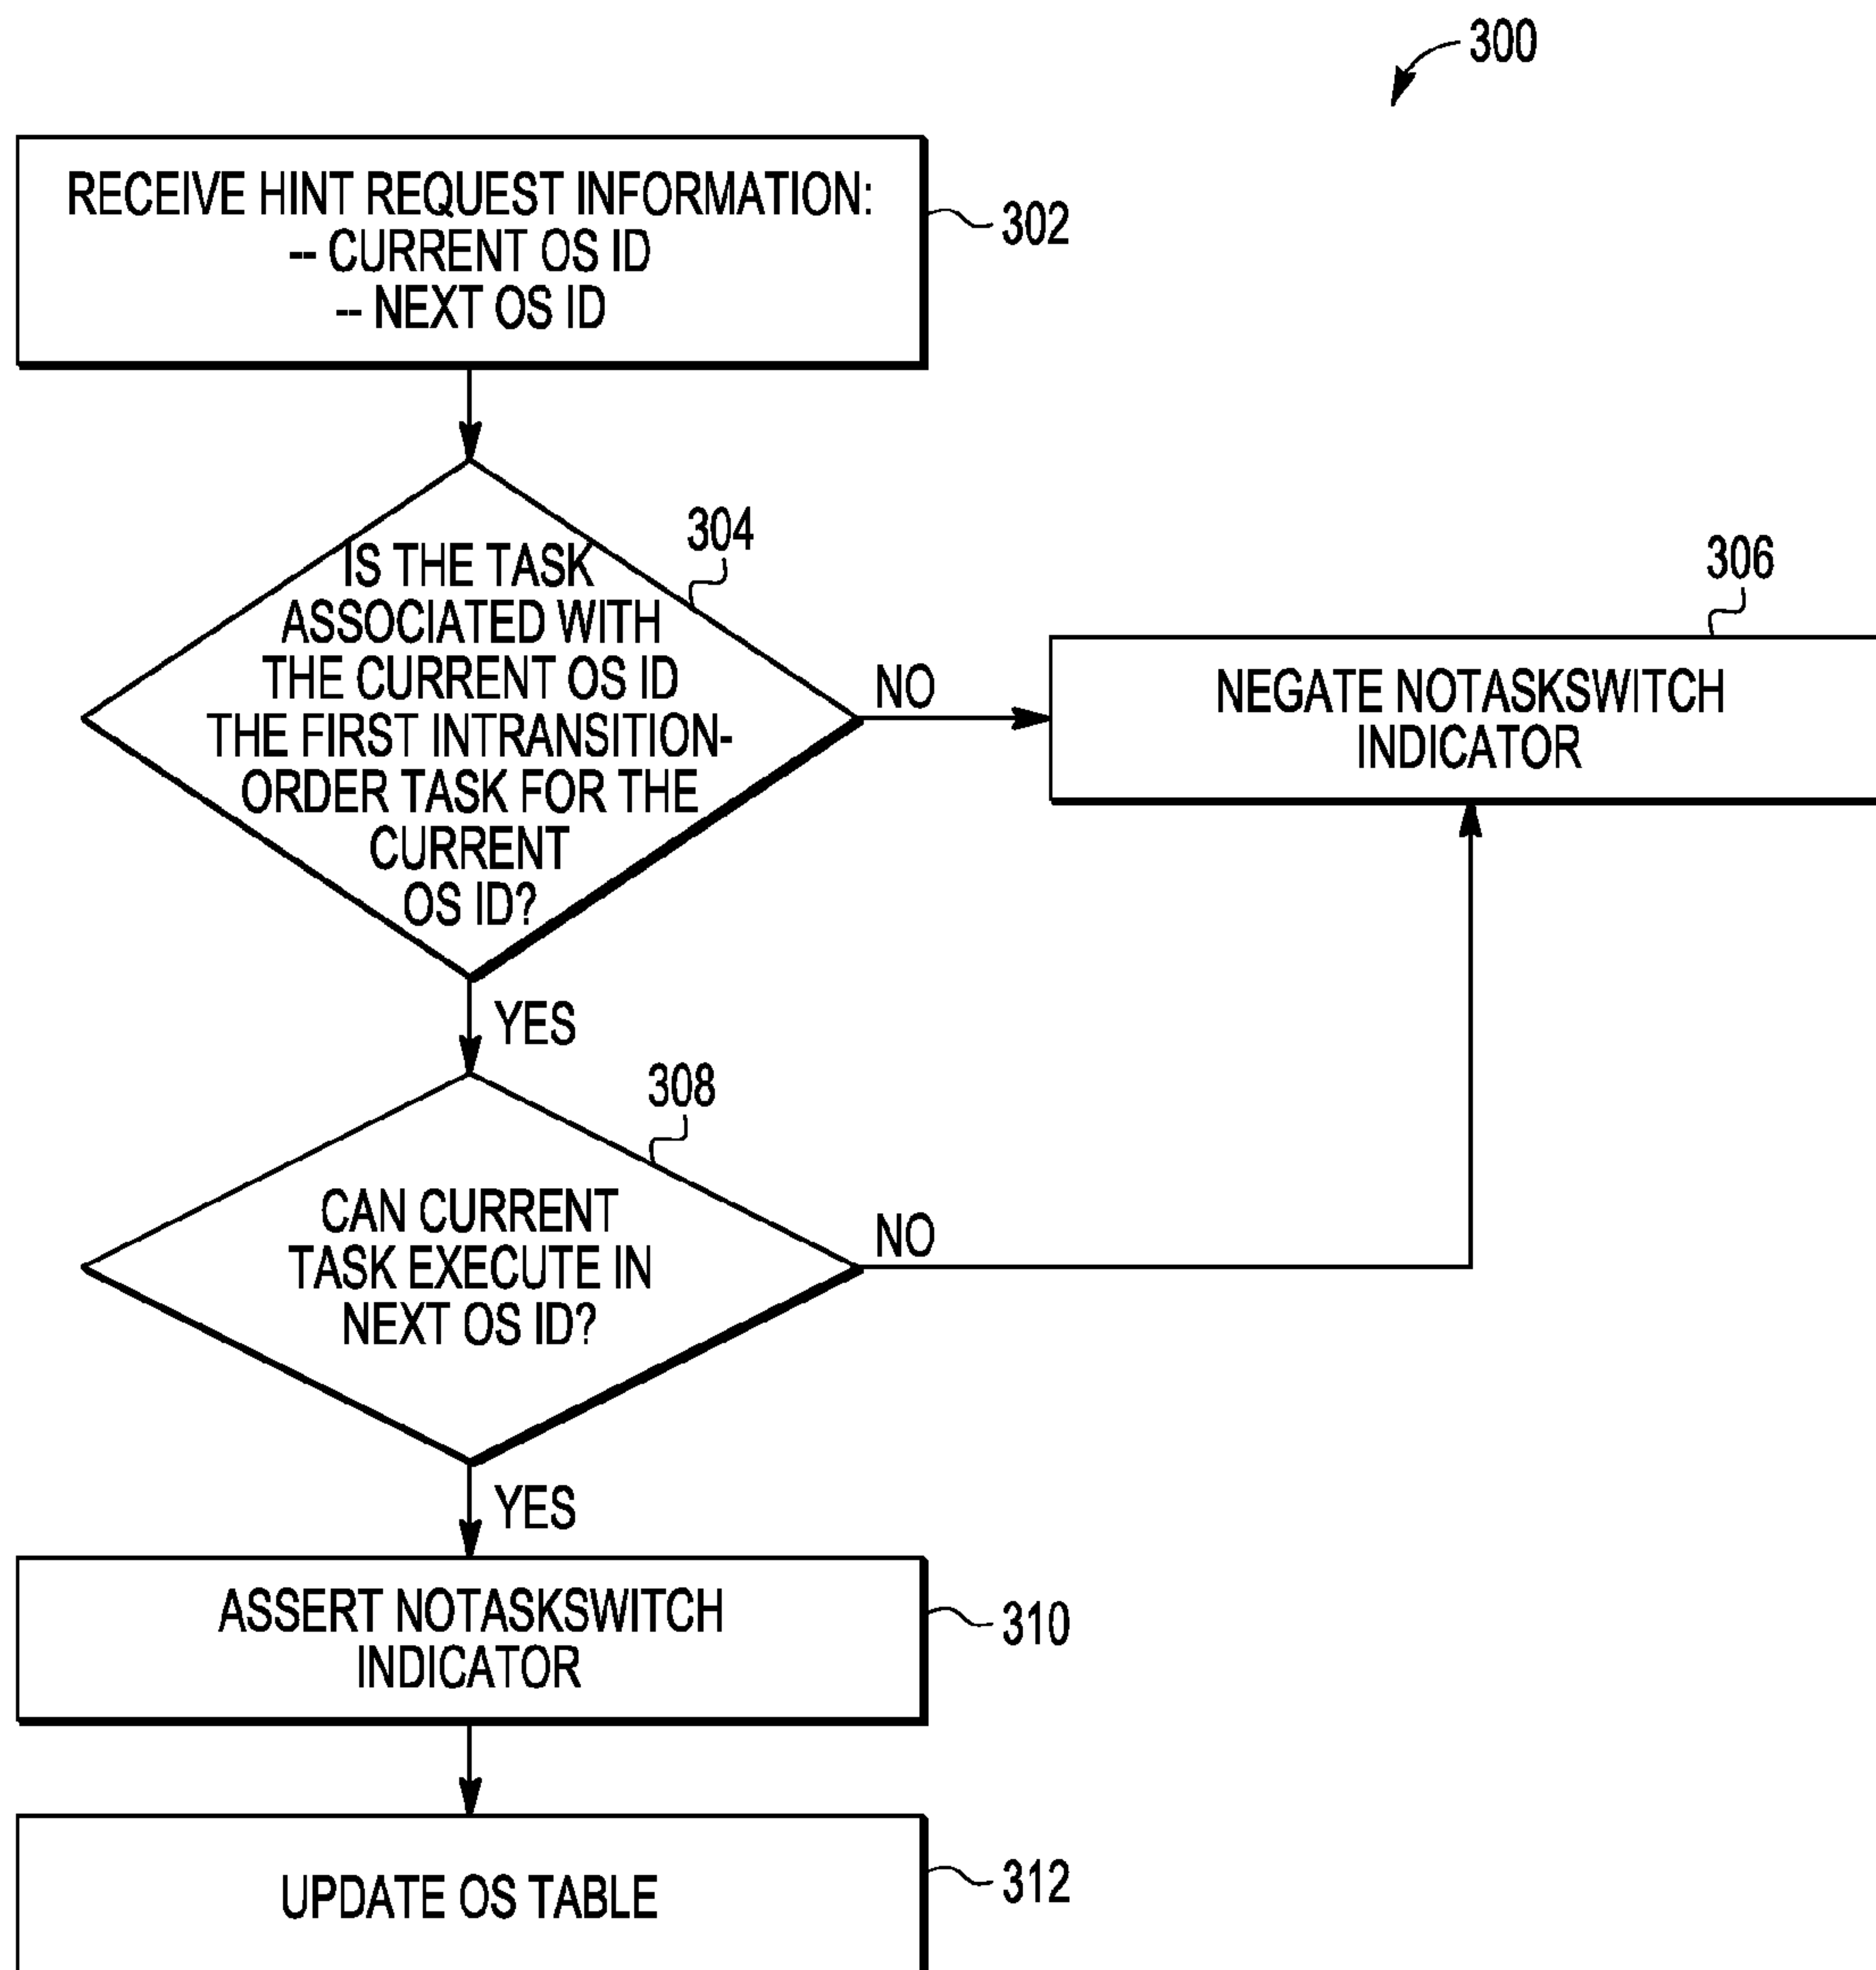 300
RECEIVE HINT REQUEST INFORMATION:
-- CURRENT OS ID
-- NEXT OS ID
302
304
IS THE TASK
ASSOCIATED WITH
THE CURRENT OS ID
THE FIRST INTRANSITION-
ORDER TASK FOR THE
CURRENT
OS ID?
NO
306
NEGATE NOTASKSWITCH
INDICATOR
YES
308
CAN CURRENT
TASK EXECUTE IN
NEXT OS ID?
NO
YES
ASSERT NOTASKSWITCH
INDICATOR
310
UPDATE OS TABLE
312